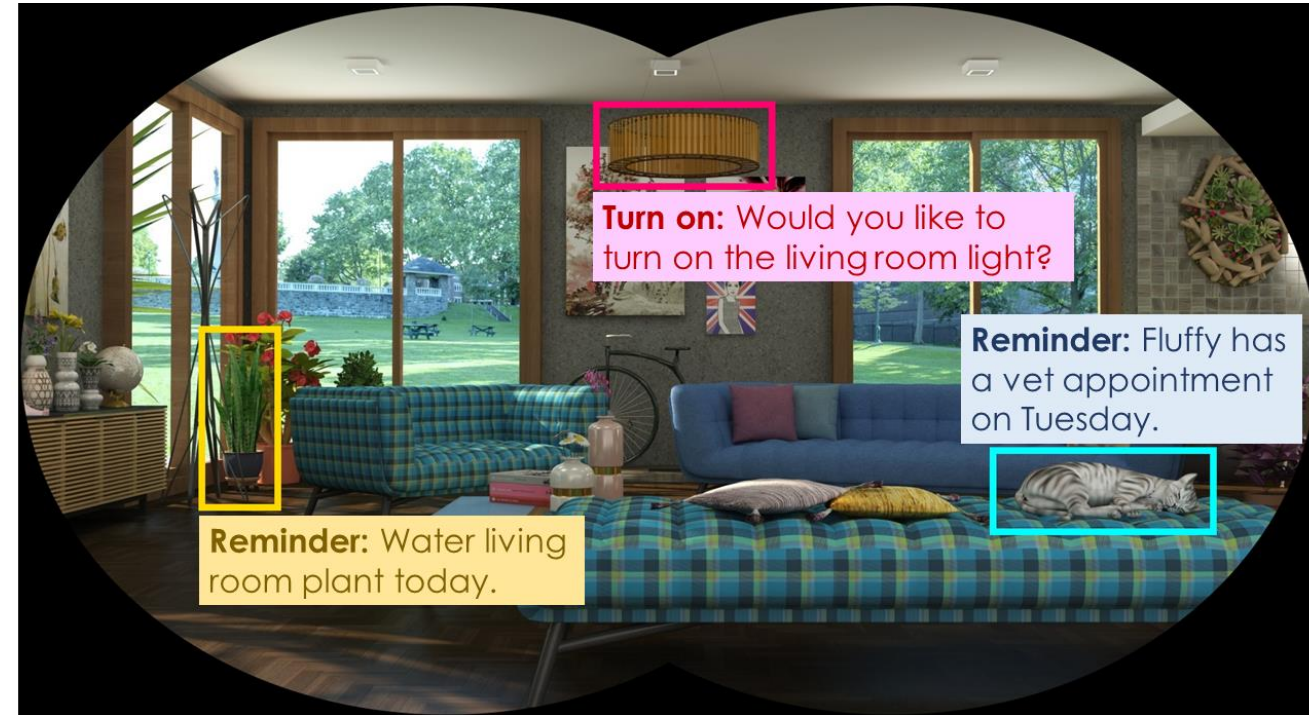 Turn on: Would you like to
turn on the living room light?
Reminder: Fluffy has
a vet appointment
on Tuesday.
Reminder: Water living
room plant today.